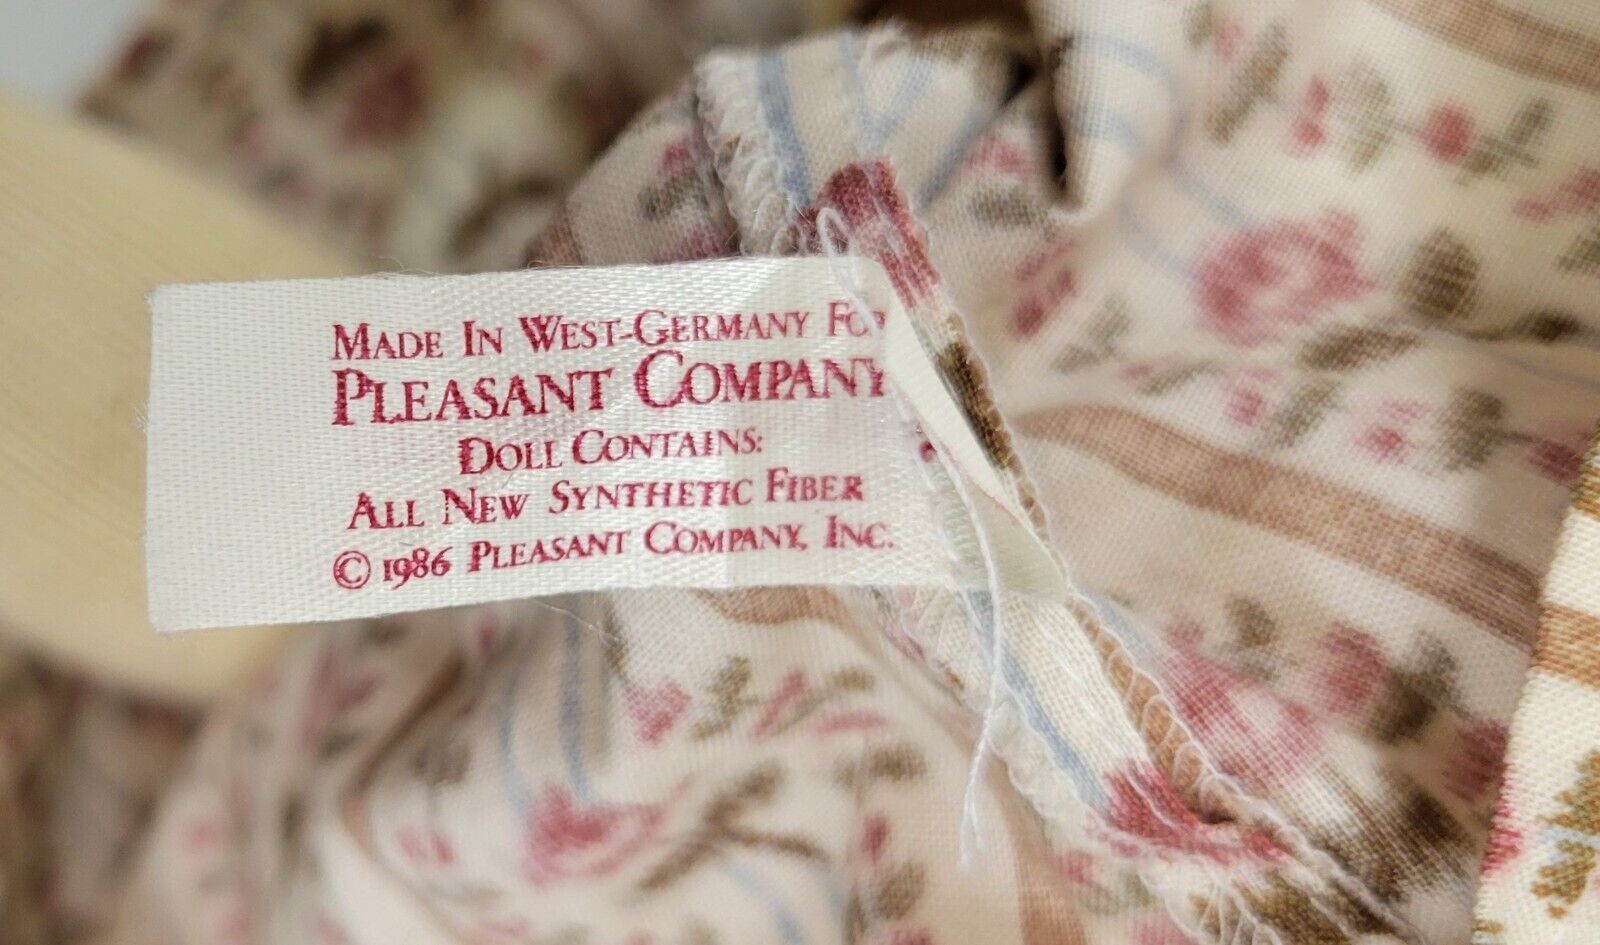 MADE IN WEST-GERMANY FOR
PLEASANT COMPANY
DOLL CONTAINS:
ALL NEW SYNTHETIC FIBER
© 1986 PLEASANT COMPANY, INC.